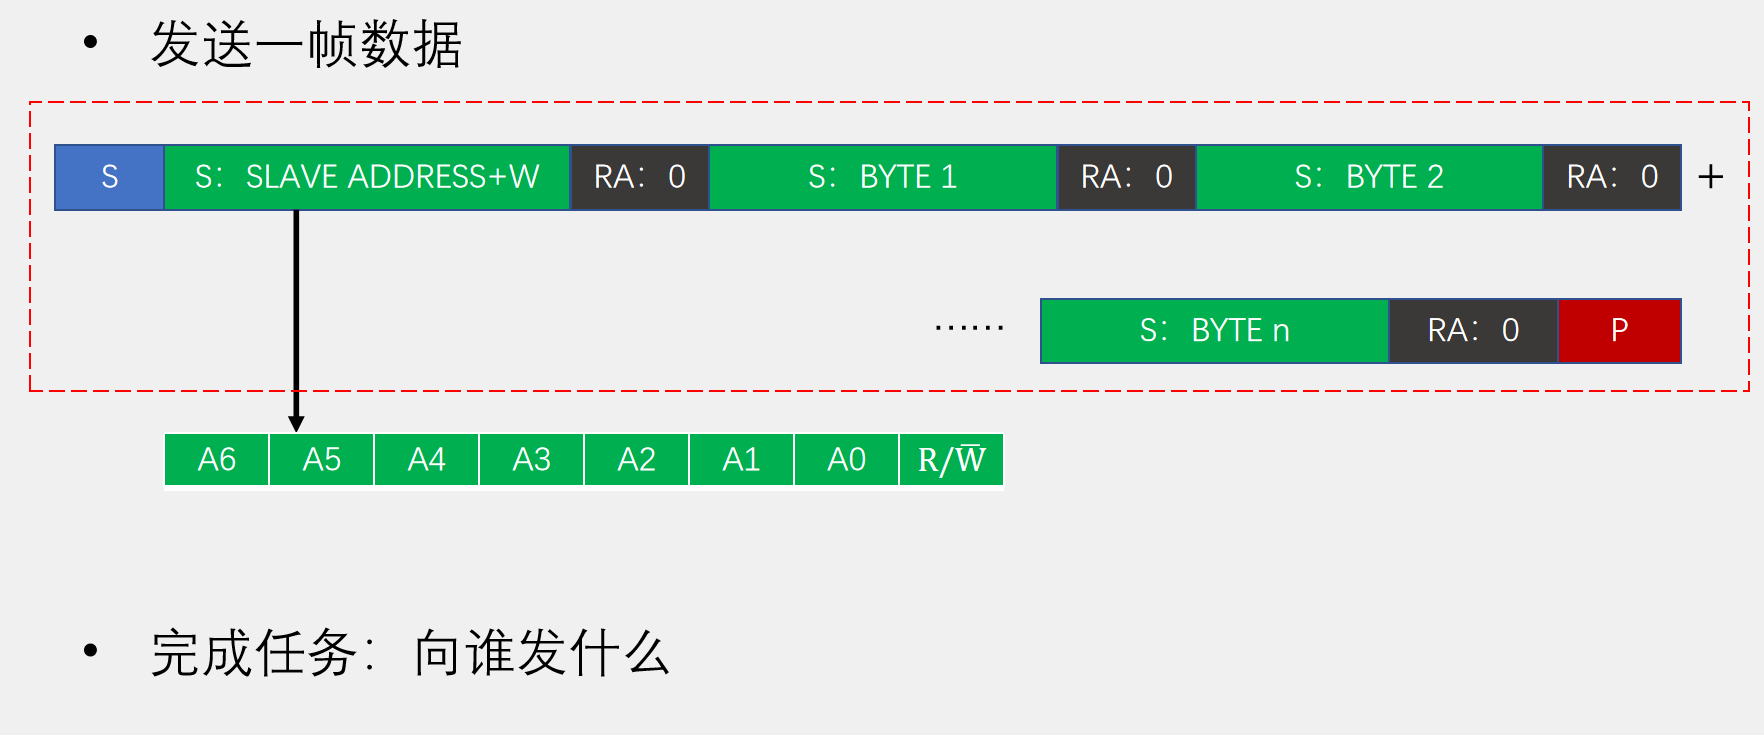 • 发送一帧数据
S S：SLAVE ADDRESS+W RA：0 S：BYTE 1 RA：0 S：BYTE 2 RA：0 +
…… S：BYTE n RA：0 P
A6 A5 A4 A3 A2 A1 A0 R/W̅
• 完成任务：向谁发什么